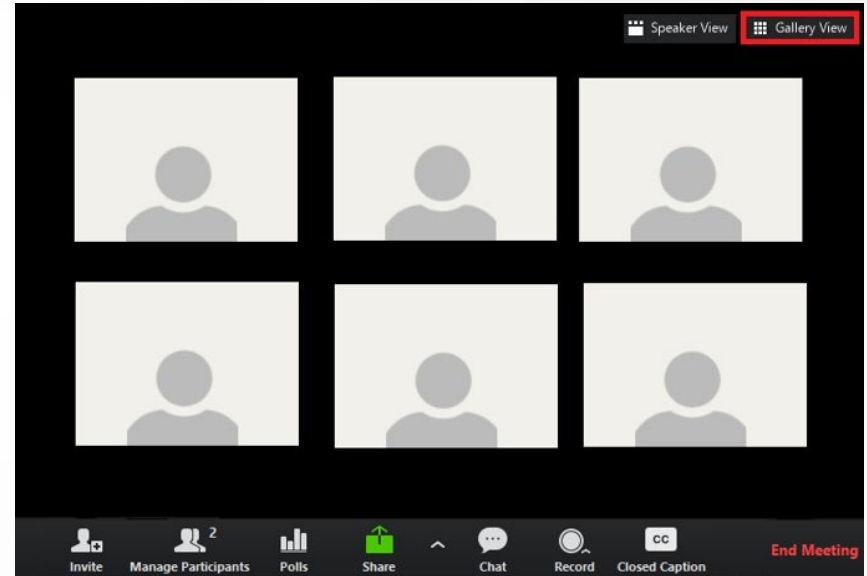 Speaker View Gallery View
2
Invite Manage Participants Polls Share Chat Record CC Closed Caption End Meeting